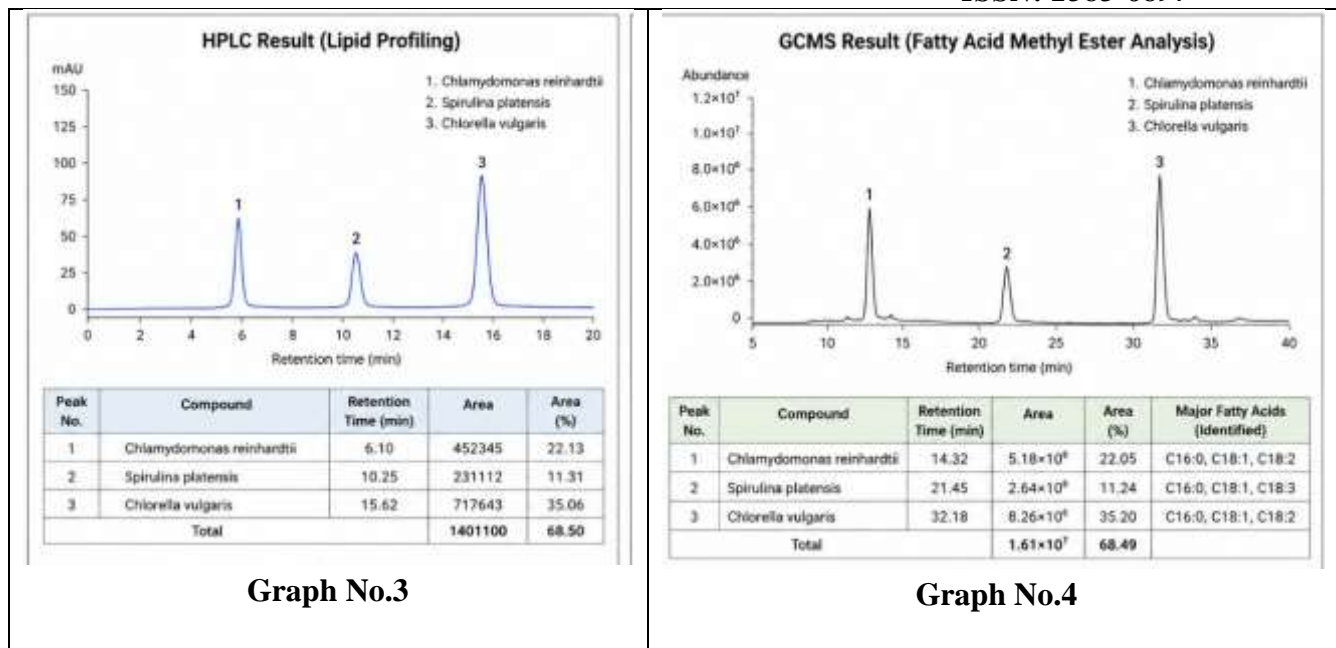 HPLC Result (Lipid Profiling)
mAU
1. Chlamydomonas reinhardtii
2. Spirulina platensis
3. Chlorella vulgaris
150
125
100
75
50
25
0
1
2
3
0 2 4 6 8 10 12 14 16 18 20
Retention time (min)
Peak No. Compound Retention Time (min) Area Area (%)
1 Chlamydomonas reinhardtii 6.10 452345 22.13
2 Spirulina platensis 10.25 231112 11.31
3 Chlorella vulgaris 15.62 717643 35.06
Total 1401100 68.50
Graph No.3
GCMS Result (Fatty Acid Methyl Ester Analysis)
Abundance
1. Chlamydomonas reinhardtii
2. Spirulina platensis
3. Chlorella vulgaris
1.2×10⁷
1.0×10⁷
8.0×10⁶
6.0×10⁶
4.0×10⁶
2.0×10⁶
0
1
2
3
5 10 15 20 25 30 35 40
Retention time (min)
Peak No. Compound Retention Time (min) Area Area (%) Major Fatty Acids (Identified)
1 Chlamydomonas reinhardtii 14.32 5.18×10⁶ 22.05 C16:0, C18:1, C18:2
2 Spirulina platensis 21.45 2.64×10⁶ 11.24 C16:0, C18:1, C18:3
3 Chlorella vulgaris 32.18 8.26×10⁶ 35.20 C16:0, C18:1, C18:2
Total 1.61×10⁷ 68.49
Graph No.4